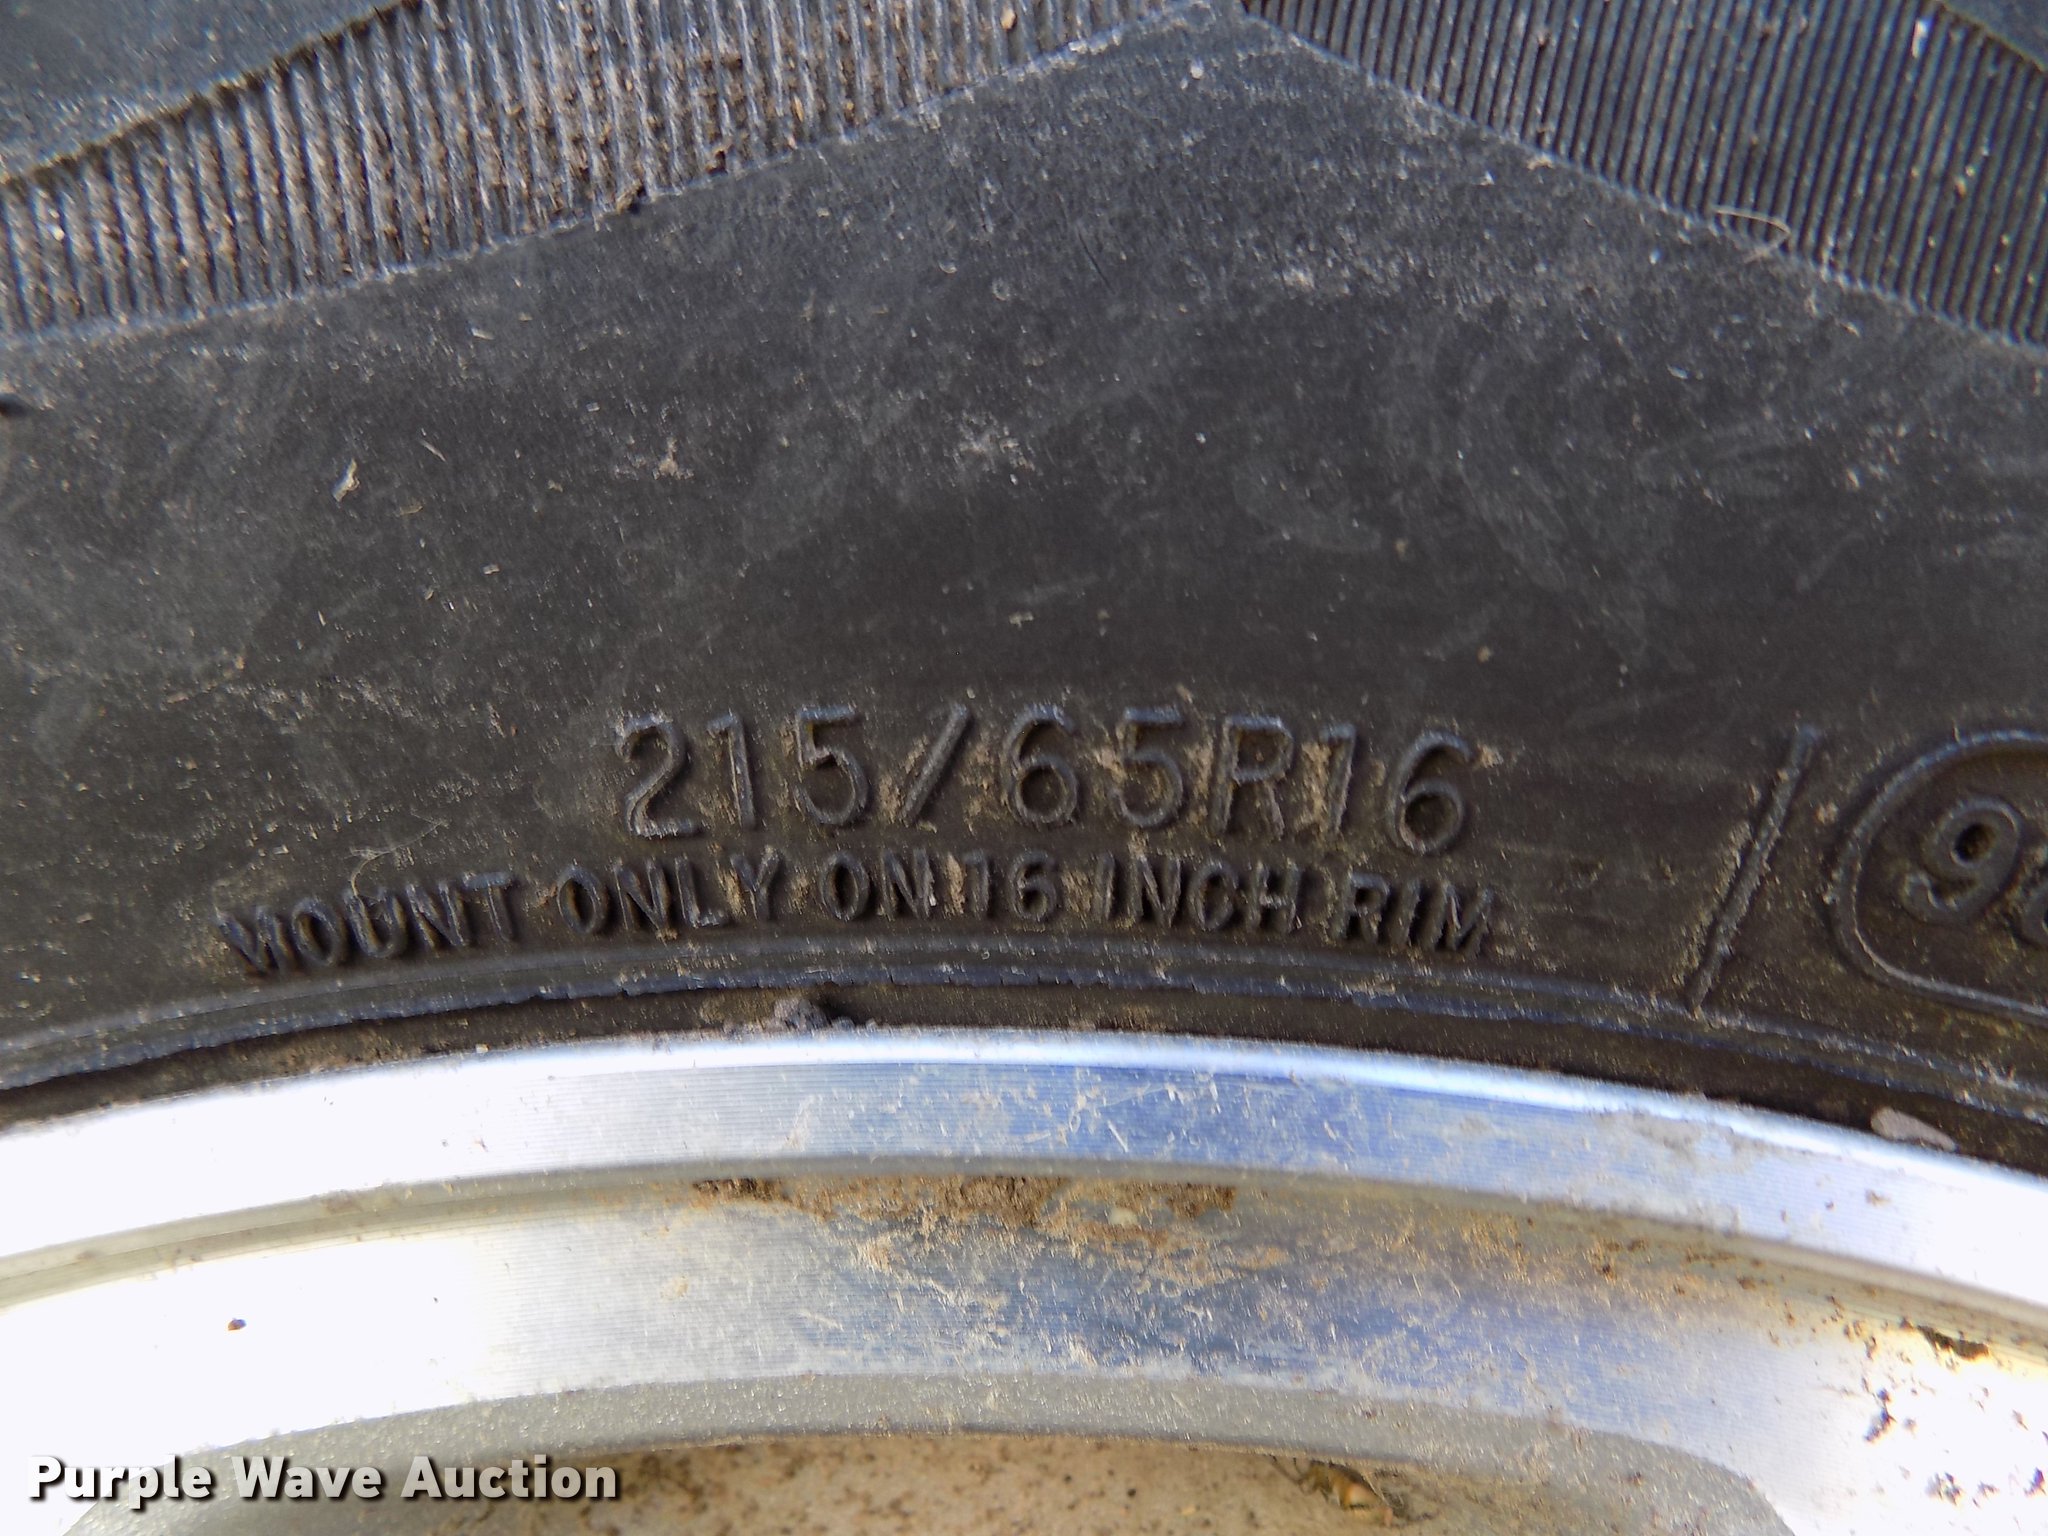 215/65R16
MOUNT ONLY ON 16 INCH RIM
Purple Wave Auction